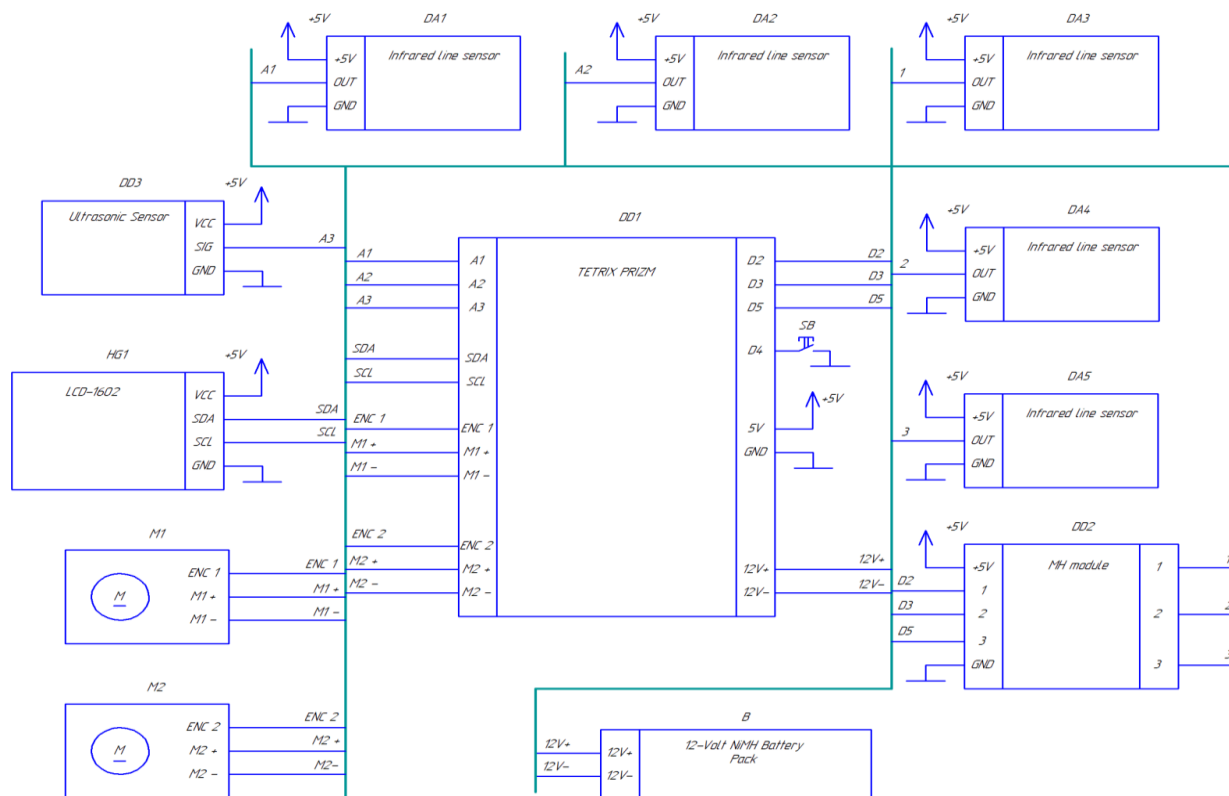 +5V
DA1
A1
+5V
OUT
GND
Infrared line sensor
+5V
DA2
A2
+5V
OUT
GND
Infrared line sensor
+5V
DA3
1
+5V
OUT
GND
Infrared line sensor
DD3
+5V
Ultrasonic Sensor
VCC
SIG
GND
A3
HG1
+5V
LCD-1602
VCC
SDA
SCL
GND
SDA
SCL
M1
M
ENC 1
M1 +
M1 -
ENC 1
M1 +
M1 -
M2
M
ENC 2
M2 +
M2 -
ENC 2
M2 +
M2-
DD1
TETRIX PRIZM
A1
A2
A3
SDA
SCL
ENC 1
M1 +
M1 -
ENC 2
M2 +
M2 -
A1
A2
A3
SDA
SCL
ENC 1
M1 +
M1 -
ENC 2
M2 +
M2 -
D2
D3
D5
D4
5V
GND
12V+
12V-
D2
D3
D5
SB
+5V
12V+
12V-
DA4
+5V
2
+5V
OUT
GND
Infrared line sensor
DA5
+5V
3
+5V
OUT
GND
Infrared line sensor
DD2
+5V
MH module
D2
D3
D5
+5V
1
2
3
GND
1
2
3
1
2
3
B
12V+
12V-
12V+
12V-
12-Volt NiMH Battery
Pack